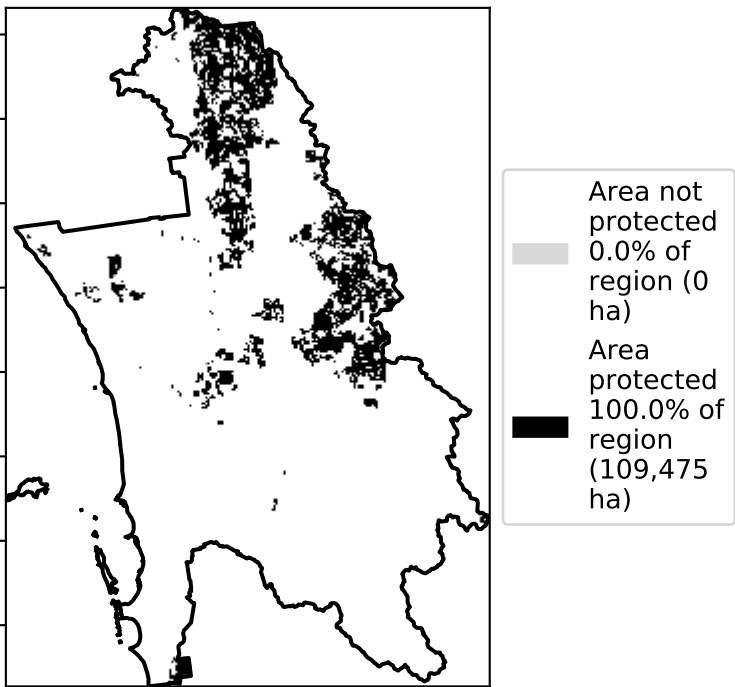 Area not
protected
0.0% of
region (0
ha)
Area
protected
100.0% of
region
(109,475
ha)